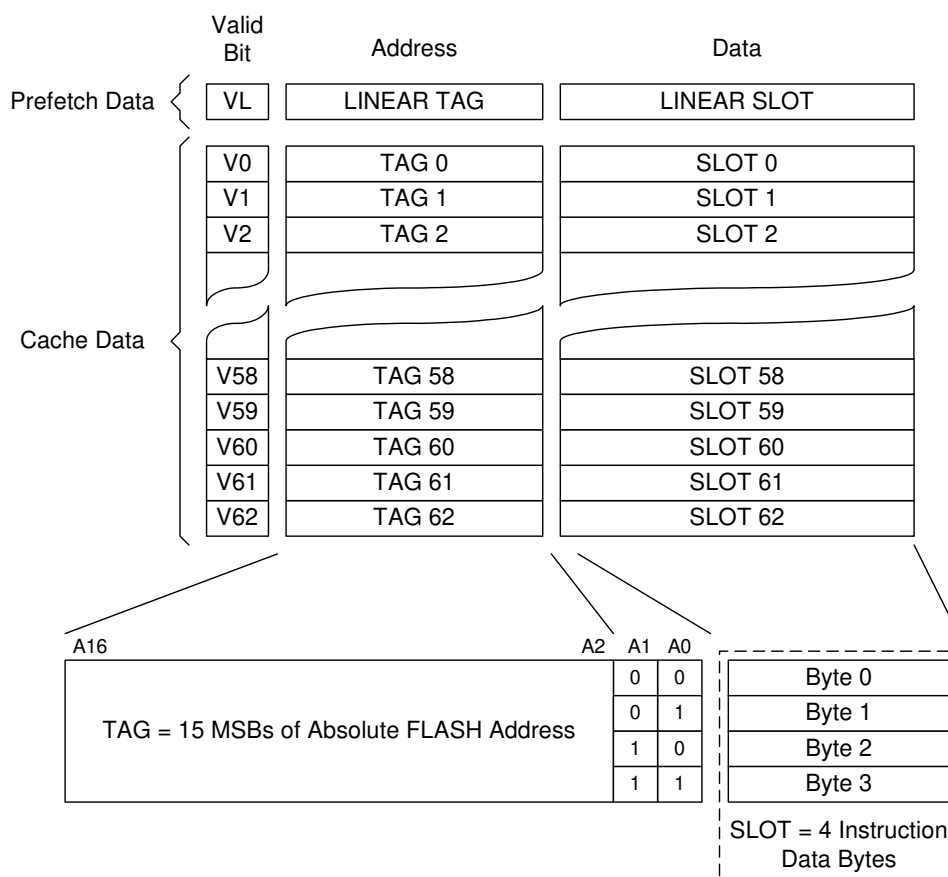 Valid
Bit
Address
Data
Prefetch Data
VL
LINEAR TAG
LINEAR SLOT
V0
TAG 0
SLOT 0
V1
TAG 1
SLOT 1
V2
TAG 2
SLOT 2
Cache Data
V58
TAG 58
SLOT 58
V59
TAG 59
SLOT 59
V60
TAG 60
SLOT 60
V61
TAG 61
SLOT 61
V62
TAG 62
SLOT 62
A16
A2
A1
A0
TAG = 15 MSBs of Absolute FLASH Address
0 0
0 1
1 0
1 1
Byte 0
Byte 1
Byte 2
Byte 3
SLOT = 4 Instruction
Data Bytes